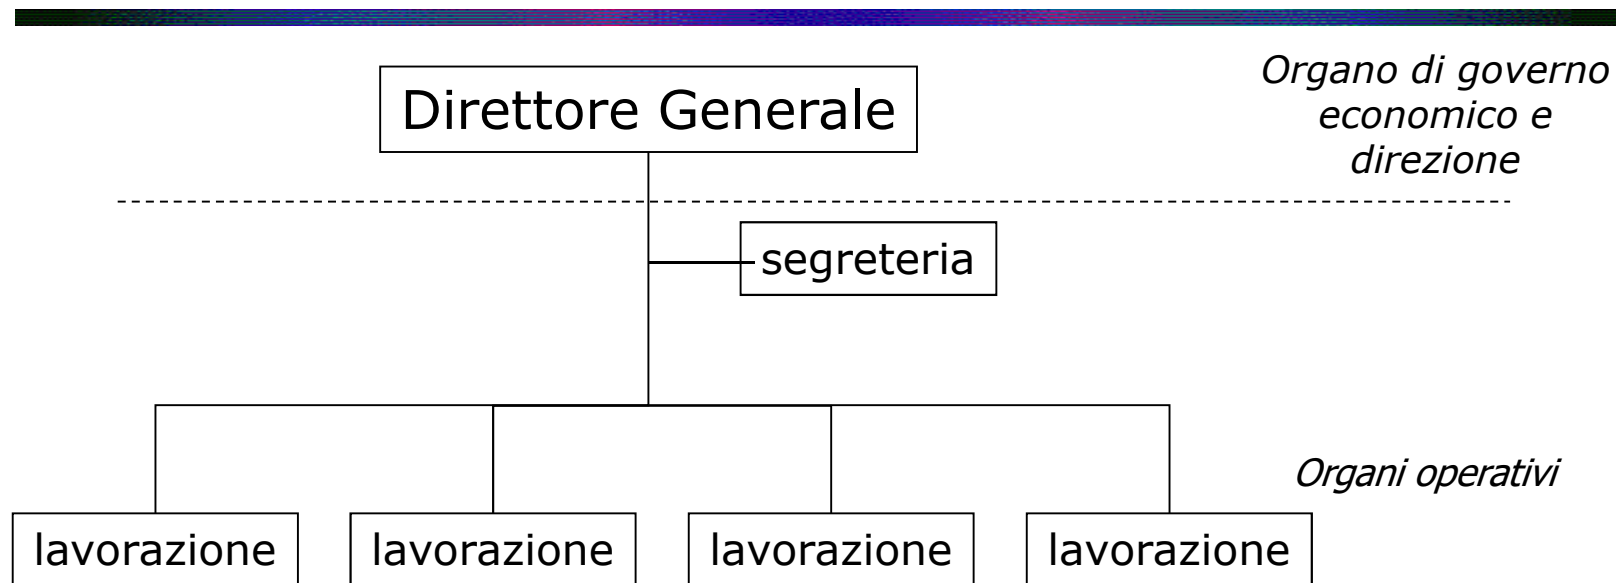 Direttore Generale
Organo di governo
economico e
direzione
segreteria
Organi operativi
lavorazione
lavorazione
lavorazione
lavorazione